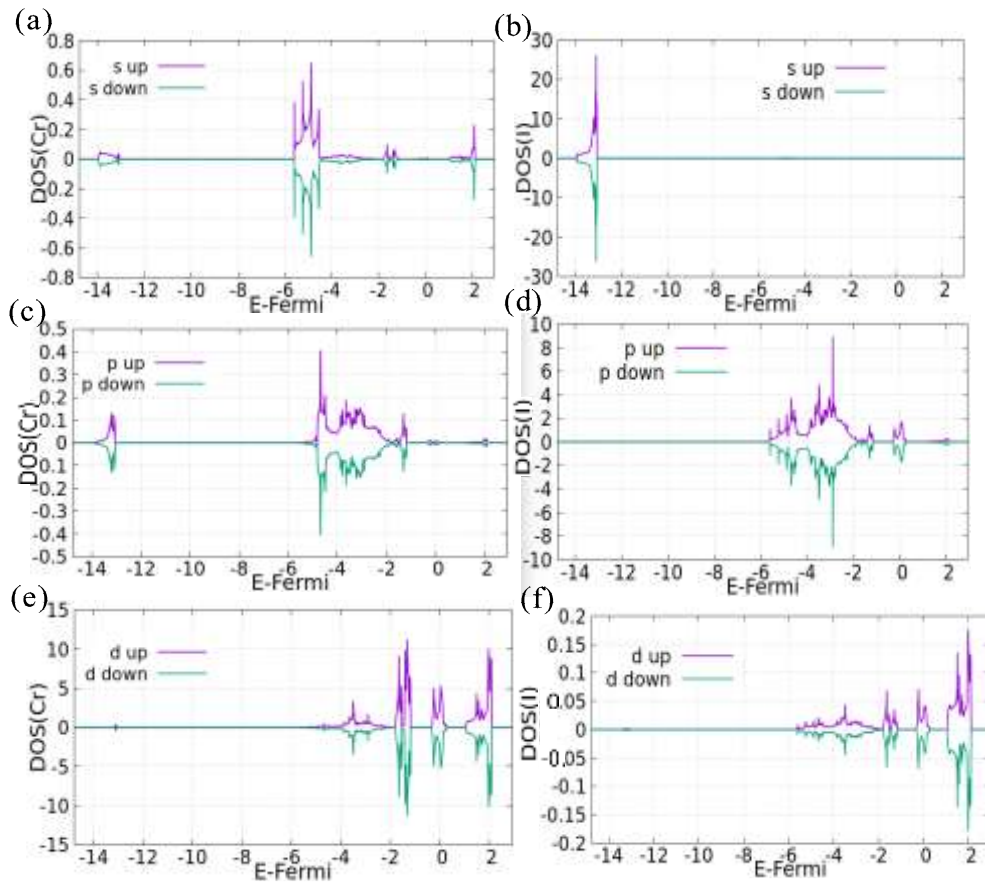 (a)
0.8
0.6
0.4
0.2
0
0.2
-0.4
-0.6
-0.8
DOS(Cr)
s up
s down
-14 -12 -10 -8 -6 -4 -2 0 2
E-Fermi
(b)
30
20
10
0
-10
-20
-30
DOS(I)
s up
s down
-14 -12 -10 -8 -6 -4 -2 0 2
E-Fermi
(c)
0.5
0.4
0.3
0.2
0.1
0
0.1
-0.2
-0.3
-0.4
0.5
DOS(Cr)
p up
p down
-14 -12 -10 -8 -6 -4 -2 0 2
E-Fermi
(d)
10
8
6
4
2
0
-2
-4
-6
-8
-10
DOS(I)
p up
p down
-14 -12 -10 -8 -6 -4 -2 0 2
E-Fermi
(e)
15
10
5
0
-5
-10
-15
DOS(Cr)
d up
d down
-14 -12 -10 -8 -6 -4 -2 0 2
E-Fermi
(f)
0.2
0.15
0.1
0.05
0
-0.05
-0.1
-0.15
-0.2
DOS(I)
d up
d down
-14 -12 -10 -8 -6 -4 -2 0 2
E-Fermi